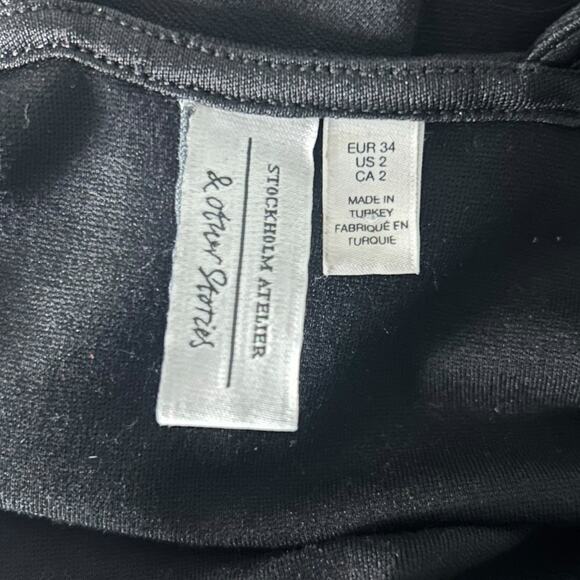 STOCKHOLM ATELIER
& other Stories
EUR 34
US 2
CA 2
MADE IN
TURKEY
FABRIQUÉ EN
TURQUIE